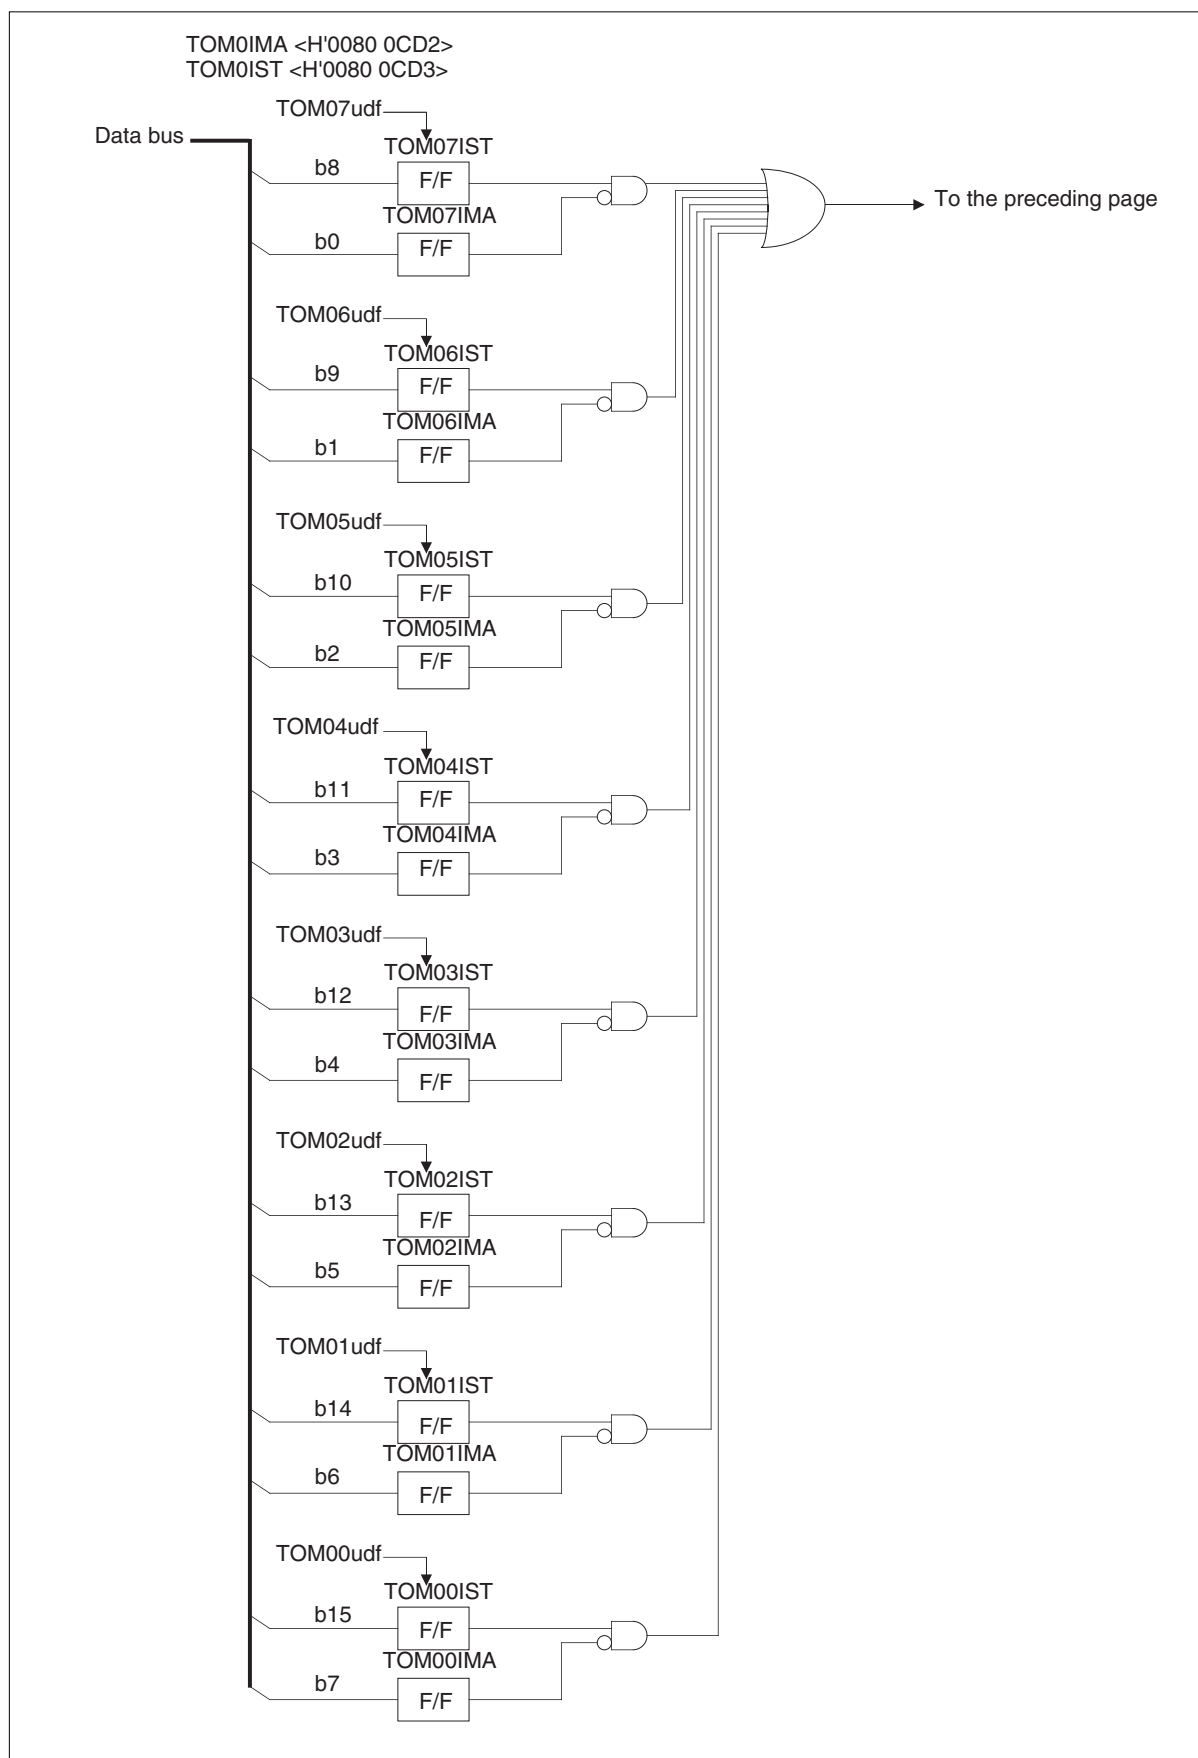 TOM0IMA <H'0080 0CD2>
TOM0IST <H'0080 0CD3>
TOM07udf
Data bus
TOM07IST
b8
F/F
To the preceding page
TOM07IMA
b0
F/F
TOM06udf
TOM06IST
b9
F/F
TOM06IMA
b1
F/F
TOM05udf
TOM05IST
b10
F/F
TOM05IMA
b2
F/F
TOM04udf
TOM04IST
b11
F/F
TOM04IMA
b3
F/F
TOM03udf
TOM03IST
b12
F/F
TOM03IMA
b4
F/F
TOM02udf
TOM02IST
b13
F/F
TOM02IMA
b5
F/F
TOM01udf
TOM01IST
b14
F/F
TOM01IMA
b6
F/F
TOM00udf
TOM00IST
b15
F/F
TOM00IMA
b7
F/F